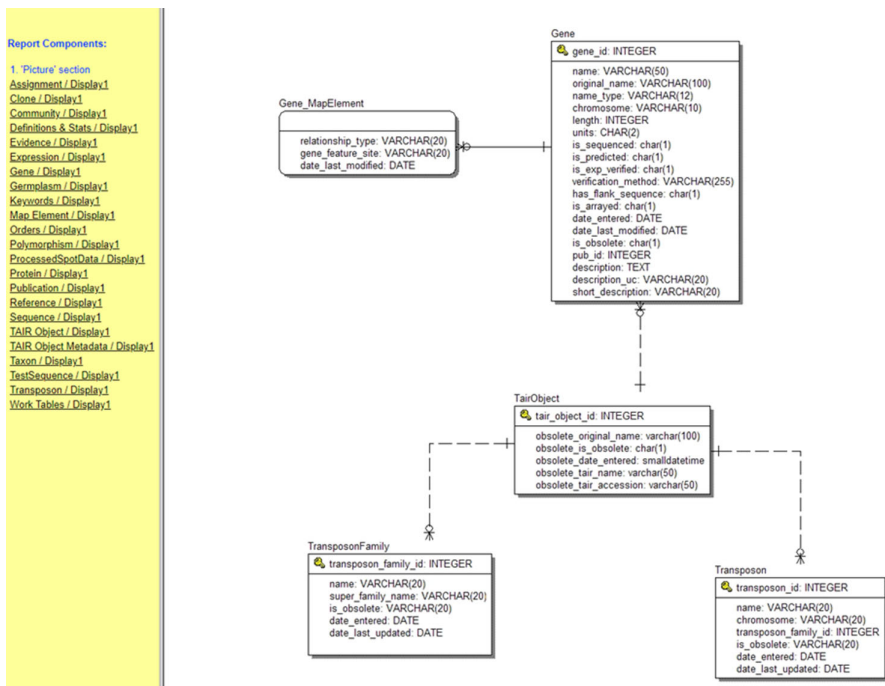 Report Components:
1. 'Picture' section
Assignment / Display1
Clone / Display1
Community / Display1
Definitions & Stats / Display1
Evidence / Display1
Expression / Display1
Gene / Display1
Germplasm / Display1
Keywords / Display1
Map Element / Display1
Orders / Display1
Polymorphism / Display1
ProcessedSpotData / Display1
Protein / Display1
Publication / Display1
Reference / Display1
Sequence / Display1
TAIR Object / Display1
TAIR Object Metadata / Display1
Taxon / Display1
TestSequence / Display1
Transposon / Display1
Work Tables / Display1
Gene
gene_id: INTEGER
name: VARCHAR(50)
original_name: VARCHAR(100)
name_type: VARCHAR(12)
chromosome: VARCHAR(10)
length: INTEGER
units: CHAR(2)
is_sequenced: char(1)
is_predicted: char(1)
is_exp_verified: char(1)
verification_method: VARCHAR(255)
has_flank_sequence: char(1)
is_arrayed: char(1)
date_entered: DATE
date_last_modified: DATE
is_obsolete: char(1)
pub_id: INTEGER
description: TEXT
description_uc: VARCHAR(20)
short_description: VARCHAR(20)
Gene_MapElement
relationship_type: VARCHAR(20)
gene_feature_site: VARCHAR(20)
date_last_modified: DATE
TairObject
tair_object_id: INTEGER
obsolete_original_name: varchar(100)
obsolete_is_obsolete: char(1)
obsolete_date_entered: smalldatetime
obsolete_tair_name: varchar(50)
obsolete_tair_accession: varchar(50)
TransposonFamily
transposon_family_id: INTEGER
name: VARCHAR(20)
super_family_name: VARCHAR(20)
is_obsolete: VARCHAR(20)
date_entered: DATE
date_last_updated: DATE
Transposon
transposon_id: INTEGER
name: VARCHAR(20)
chromosome: VARCHAR(20)
transposon_family_id: INTEGER
is_obsolete: VARCHAR(20)
date_entered: DATE
date_last_updated: DATE